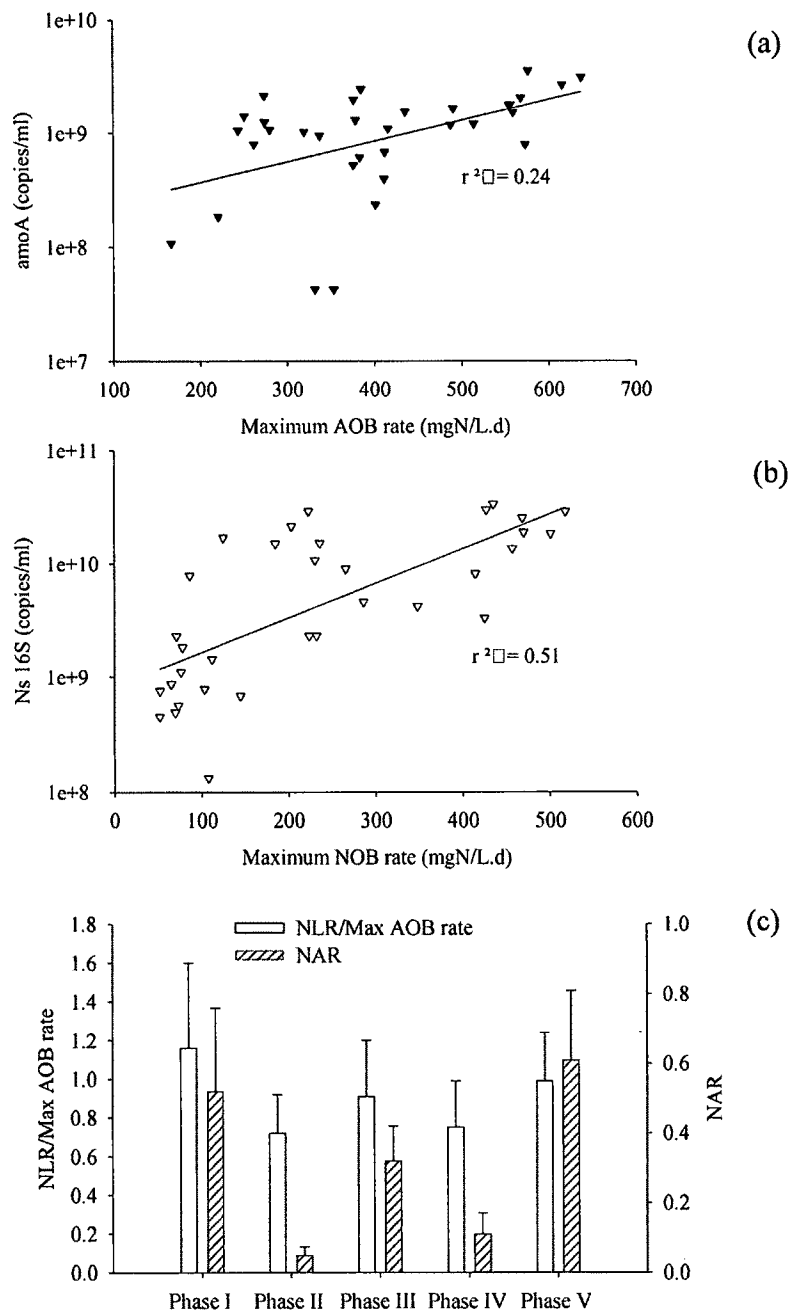 (a)
1e+10
1e+9
1e+8
1e+7
amoA (copies/ml)
r ²□= 0.24
100 200 300 400 500 600 700
Maximum AOB rate (mgN/L.d)
(b)
1e+11
1e+10
1e+9
1e+8
Ns 16S (copies/ml)
r ²□= 0.51
0 100 200 300 400 500 600
Maximum NOB rate (mgN/L.d)
(c)
NLR/Max AOB rate
NAR
1.8
1.6
1.4
1.2
1.0
0.8
0.6
0.4
0.2
0.0
NLR/Max AOB rate
1.0
0.8
0.6
0.4
0.2
0.0
NAR
Phase I Phase II Phase III Phase IV Phase V